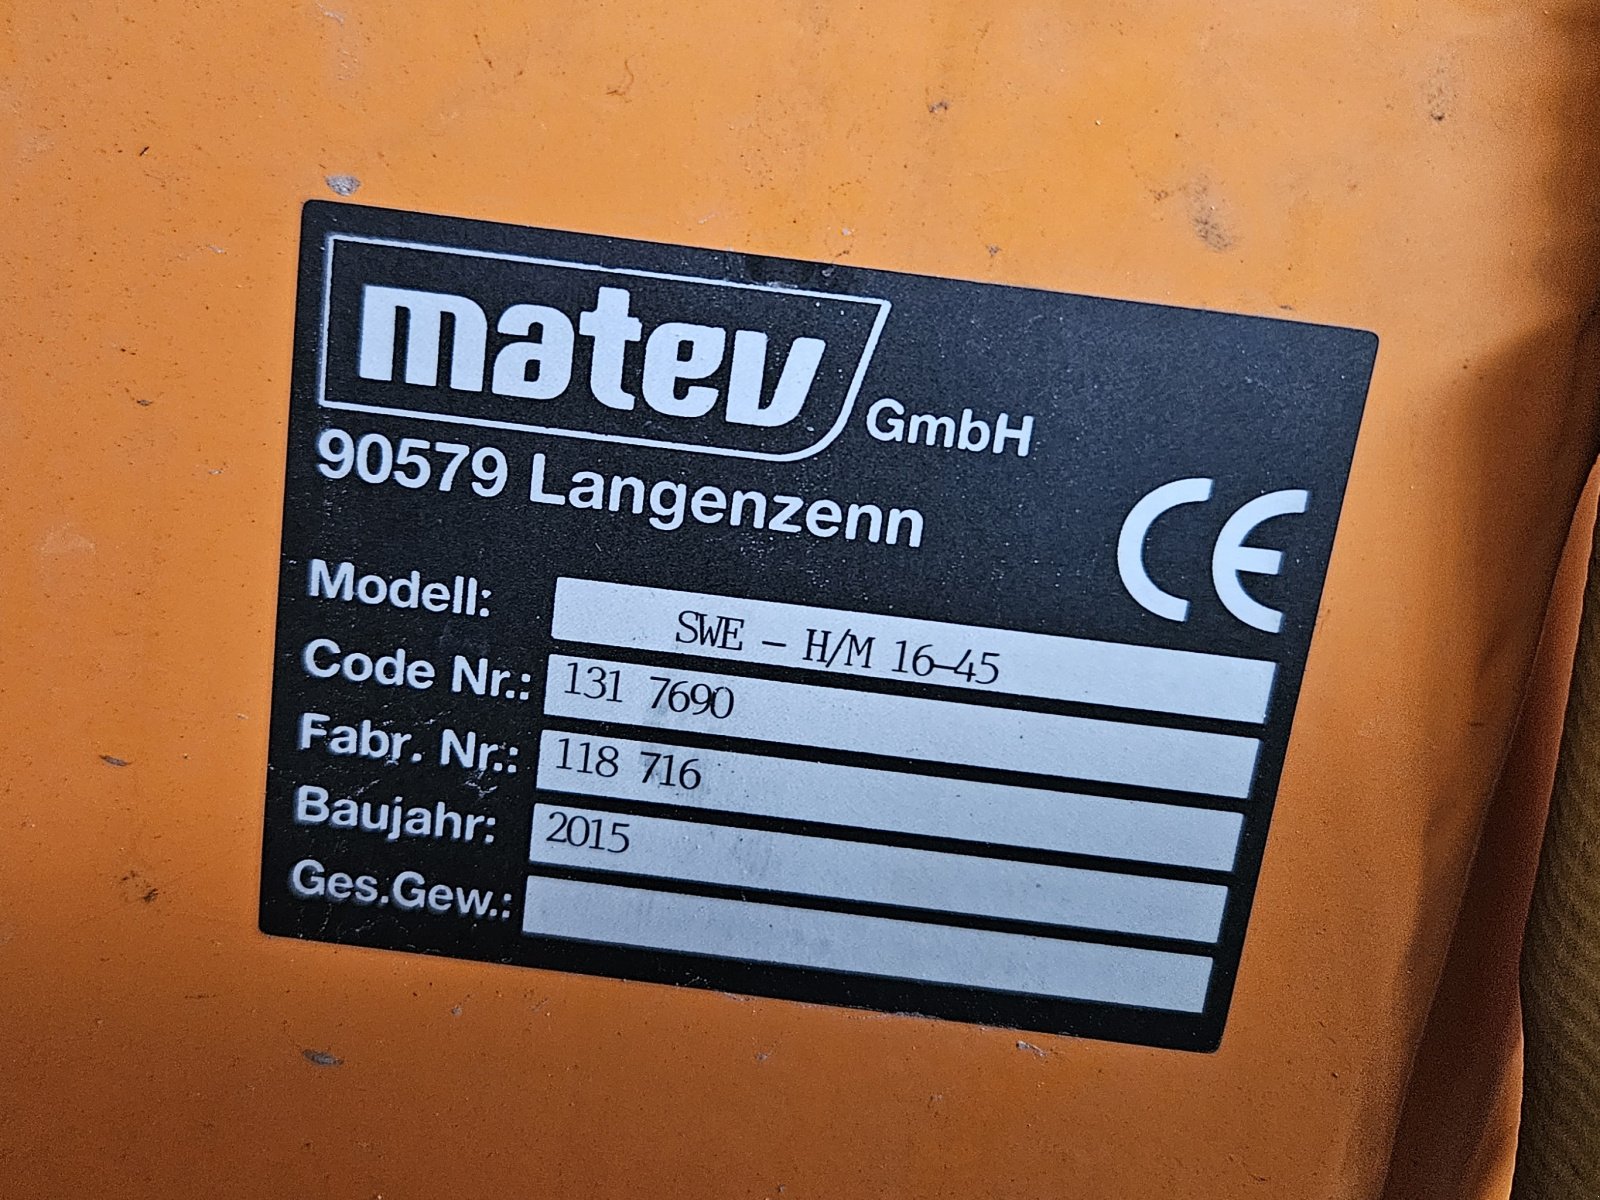 matev GmbH
90579 Langenzenn
CE
Modell: SWE - H/M 16-45
Code Nr.: 131 7690
Fabr. Nr.: 118 716
Baujahr: 2015
Ges.Gew.: